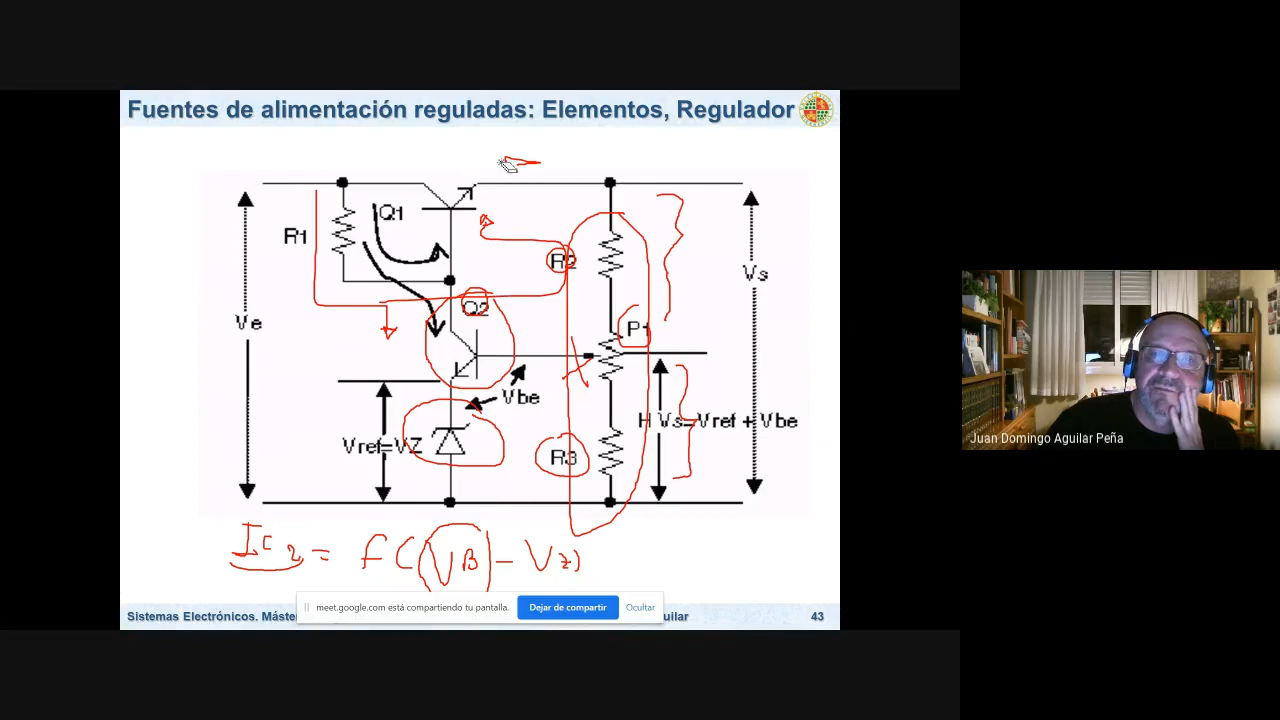 Fuentes de alimentación reguladas: Elementos, Regulador
Q1
R1
R2
Vs
Q2
Ve
P1
Vbe
H Vs=Vref + Vbe
Vref=VZ
R3
Juan Domingo Aguilar Peña
Ic2 = f(VB - Vz)
meet.google.com está compartiendo tu pantalla.
Dejar de compartir
Ocultar
Sistemas Electrónicos. Máste
uilar
43